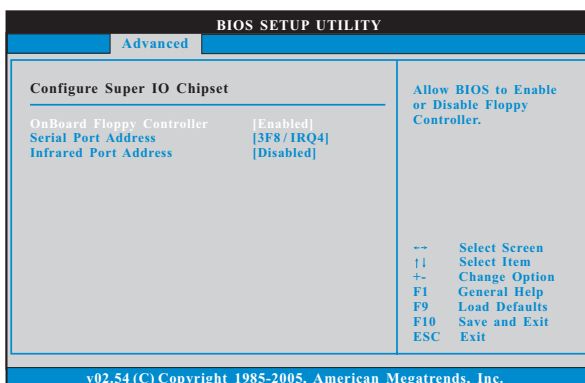 BIOS SETUP UTILITY
Advanced
Configure Super IO Chipset
OnBoard Floppy Controller [Enabled]
Serial Port Address [3F8 / IRQ4]
Infrared Port Address [Disabled]
Allow BIOS to Enable
or Disable Floppy
Controller.
←→ Select Screen
↑↓ Select Item
+- Change Option
F1 General Help
F9 Load Defaults
F10 Save and Exit
ESC Exit
v02.54 (C) Copyright 1985-2005, American Megatrends, Inc.